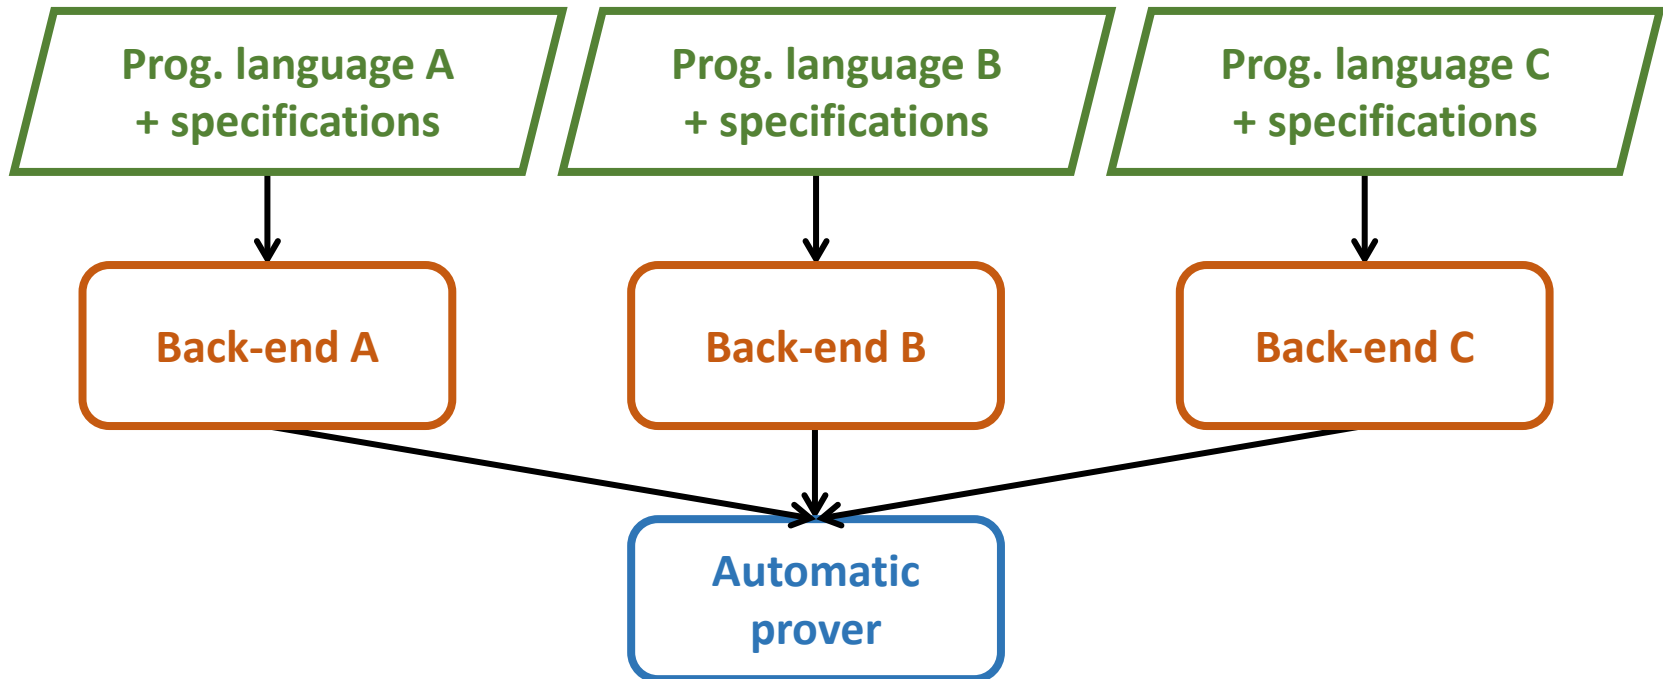 Prog. language A
+ specifications
Prog. language B
+ specifications
Prog. language C
+ specifications
Back-end A
Back-end B
Back-end C
Automatic
prover